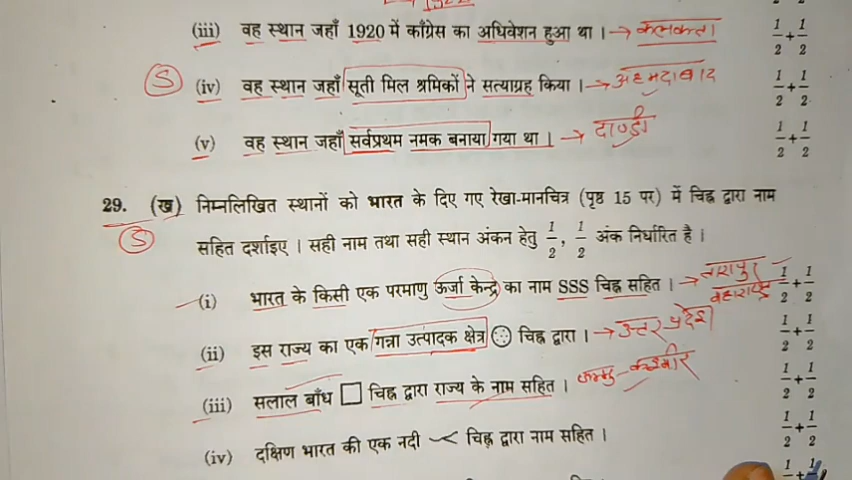 (iii) वह स्थान जहाँ 1920 में काँग्रेस का अधिवेशन हुआ था । → कलकत्ता 1/2 + 1/2
S (iv) वह स्थान जहाँ सूती मिल श्रमिकों ने सत्याग्रह किया । → अहमदाबाद 1/2 + 1/2
(v) वह स्थान जहाँ सर्वप्रथम नमक बनाया गया था । → दाण्डी 1/2 + 1/2
29. (ख) निम्नलिखित स्थानों को भारत के दिए गए रेखा-मानचित्र (पृष्ठ 15 पर) में चिह्न द्वारा नाम
S सहित दर्शाइए । सही नाम तथा सही स्थान अंकन हेतु 1/2, 1/2 अंक निर्धारित है ।
(i) भारत के किसी एक परमाणु ऊर्जा केन्द्र का नाम SSS चिह्न सहित । → तारापुर 1/2 + 1/2
महाराष्ट्र
(ii) इस राज्य का एक गन्ना उत्पादक क्षेत्र चिह्न द्वारा । → उत्तर प्रदेश 1/2 + 1/2
(iii) सलाल बाँध □ चिह्न द्वारा राज्य के नाम सहित । जम्मु-कश्मीर 1/2 + 1/2
(iv) दक्षिण भारत की एक नदी चिह्न द्वारा नाम सहित । 1/2 + 1/2